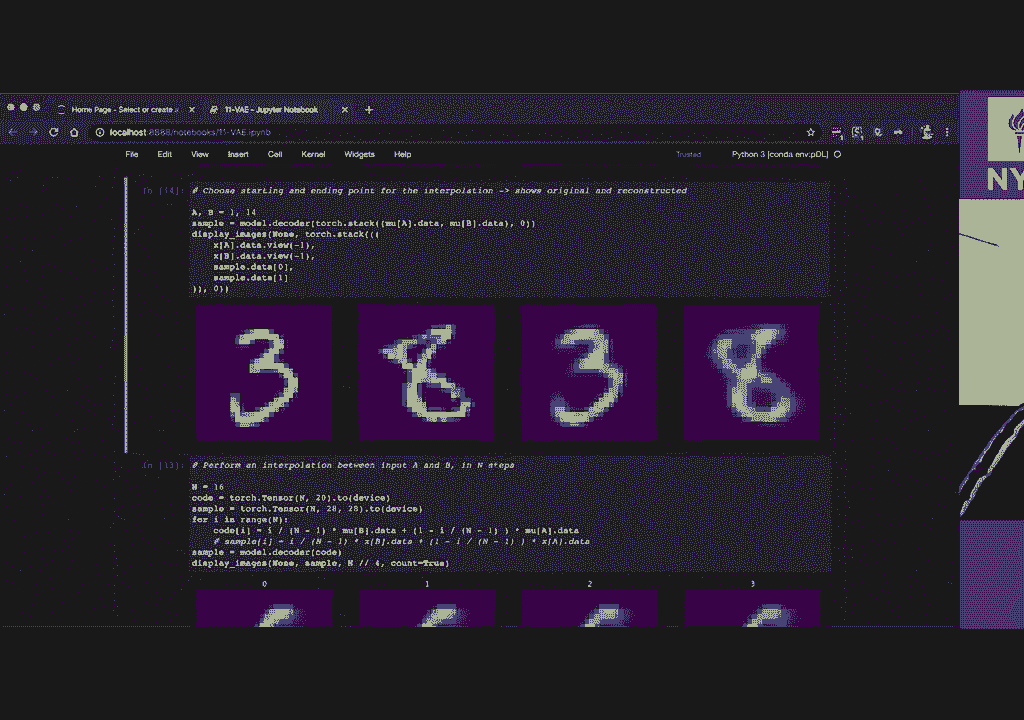 Home Page - Select or create
11-VAE - Jupyter Notebook
localhost:8888/notebooks/11-VAE.ipynb
File Edit View Insert Cell Kernel Widgets Help Trusted Python 3 [conda env:pDL]
In [14]: # Choose starting and ending point for the interpolation -> shows original and reconstructed
A, B = 1, 14
sample = model.decoder(torch.stack((mu[A].data, mu[B].data), 0))
display_images(None, torch.stack(((
x[A].data.view(-1),
x[B].data.view(-1),
sample.data[0],
sample.data[1]
)), 0))
In [13]: # Perform an interpolation between input A and B, in N steps
N = 16
code = torch.Tensor(N, 20).to(device)
sample = torch.Tensor(N, 28, 28).to(device)
for i in range(N):
code[i] = i / (N - 1) * mu[B].data + (1 - i / (N - 1) ) * mu[A].data
# sample[i] = i / (N - 1) * x[B].data + (1 - i / (N - 1) ) * x[A].data
sample = model.decoder(code)
display_images(None, sample, N // 4, count=True)
0 1 2 3
NY